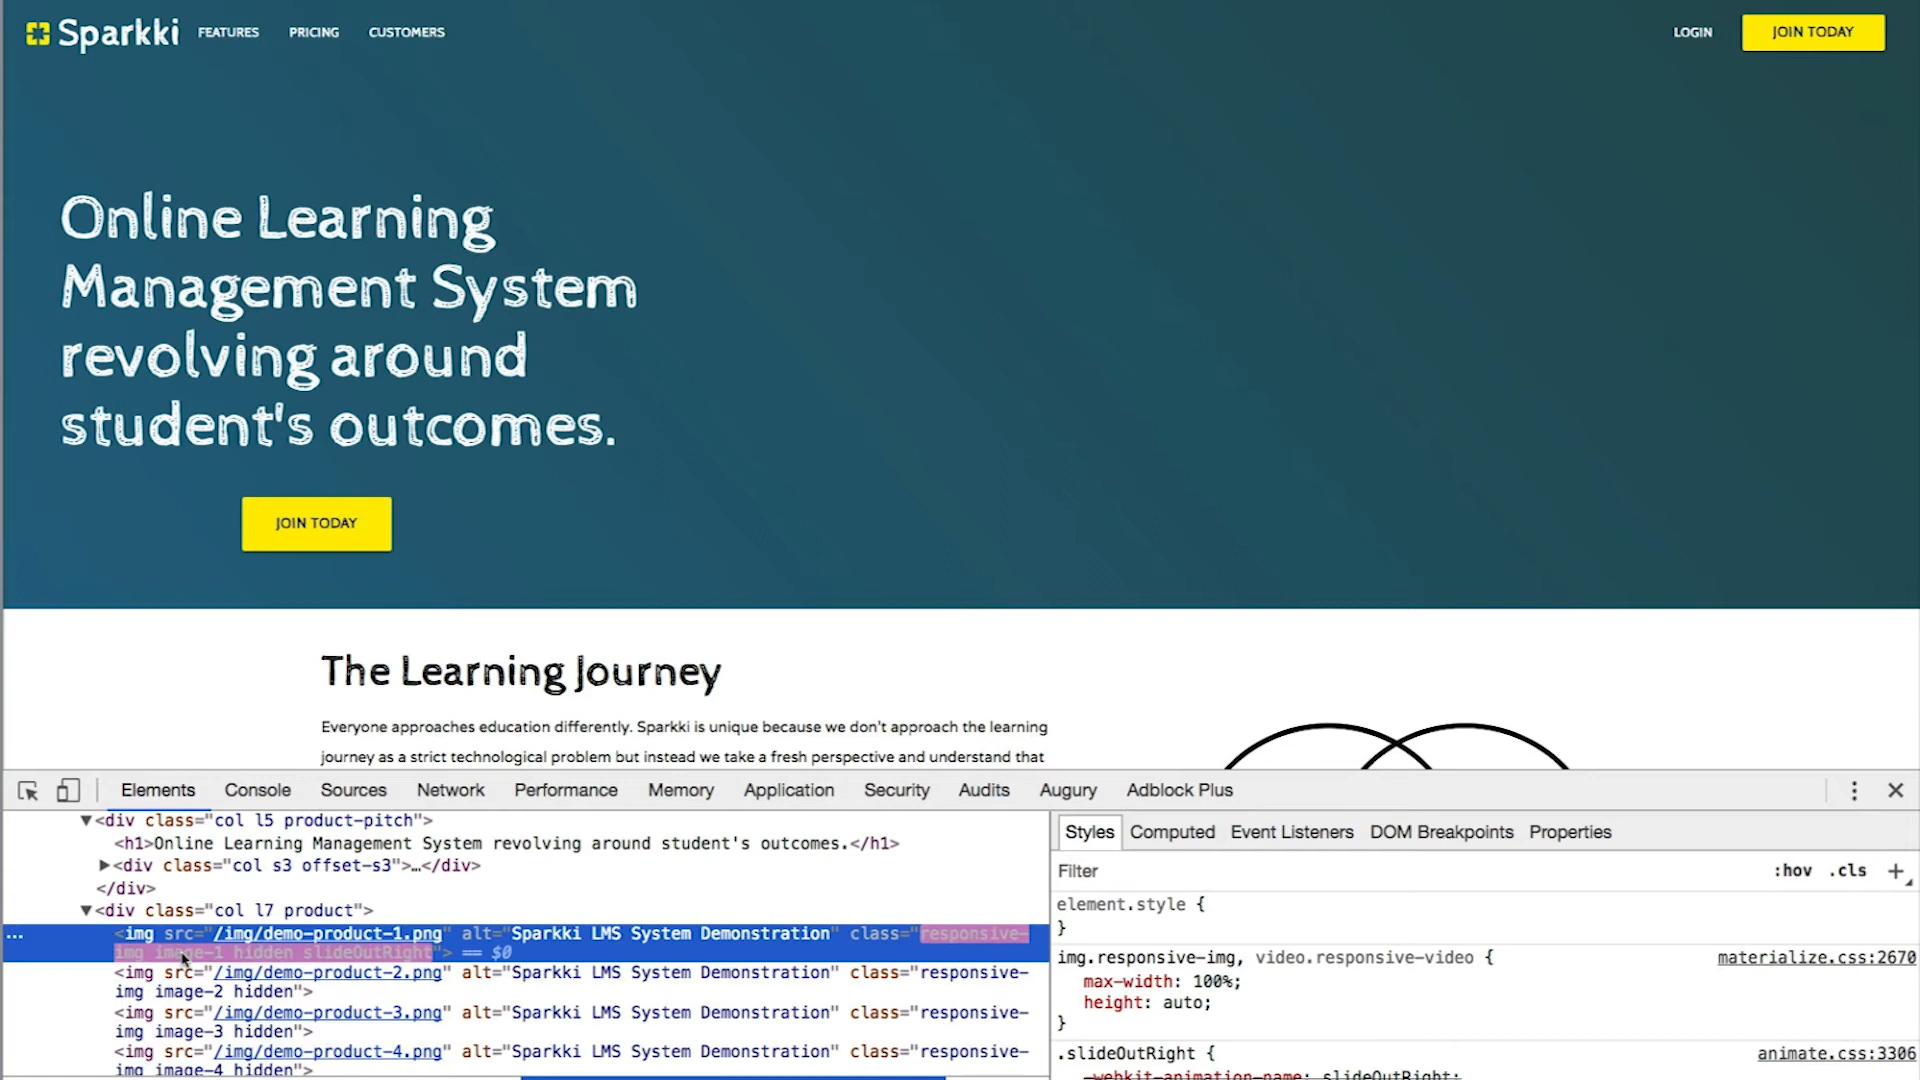 Sparkki FEATURES PRICING CUSTOMERS LOGIN JOIN TODAY
Online Learning
Management System
revolving around
student's outcomes.
JOIN TODAY
The Learning Journey
Everyone approaches education differently. Sparkki is unique because we don't approach the learning
journey as a strict technological problem but instead we take a fresh perspective and understand that
Elements Console Sources Network Performance Memory Application Security Audits Augury Adblock Plus
▼<div class="col l5 product-pitch">
<h1>Online Learning Management System revolving around student's outcomes.</h1>
▶<div class="col s3 offset-s3">…</div>
</div>
▼<div class="col l7 product">
… <img src="/img/demo-product-1.png" alt="Sparkki LMS System Demonstration" class="responsive-
img image-1 hidden slideOutRight"> == $0
<img src="/img/demo-product-2.png" alt="Sparkki LMS System Demonstration" class="responsive-
img image-2 hidden">
<img src="/img/demo-product-3.png" alt="Sparkki LMS System Demonstration" class="responsive-
img image-3 hidden">
<img src="/img/demo-product-4.png" alt="Sparkki LMS System Demonstration" class="responsive-
img image-4 hidden">
Styles Computed Event Listeners DOM Breakpoints Properties
Filter :hov .cls +
element.style {
}
img.responsive-img, video.responsive-video { materialize.css:2670
max-width: 100%;
height: auto;
}
.slideOutRight { animate.css:3306
-webkit-animation-name: slideOutRight;